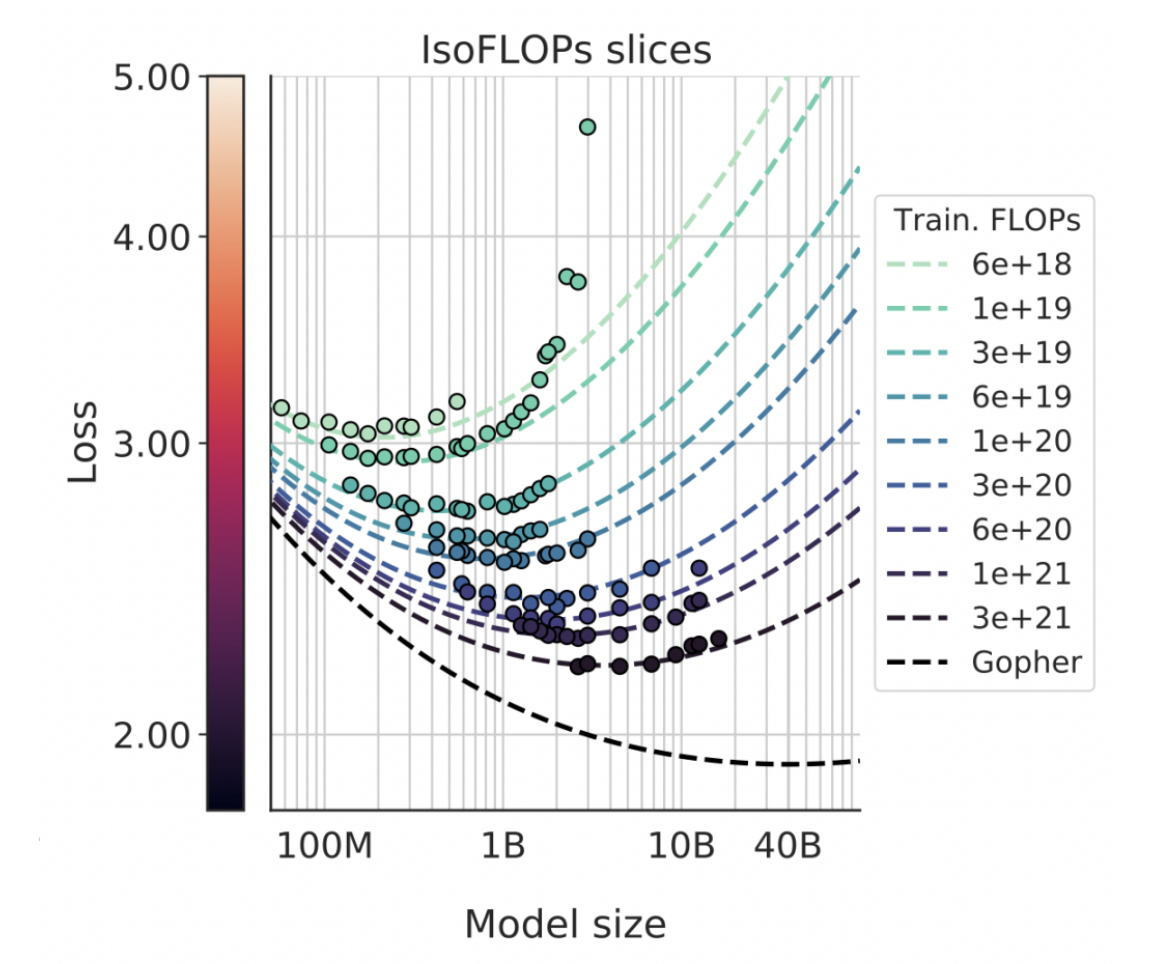 IsoFLOPs slices
5.00
4.00
3.00
2.00
Loss
100M 1B 10B 40B
Model size
Train. FLOPs
6e+18
1e+19
3e+19
6e+19
1e+20
3e+20
6e+20
1e+21
3e+21
Gopher